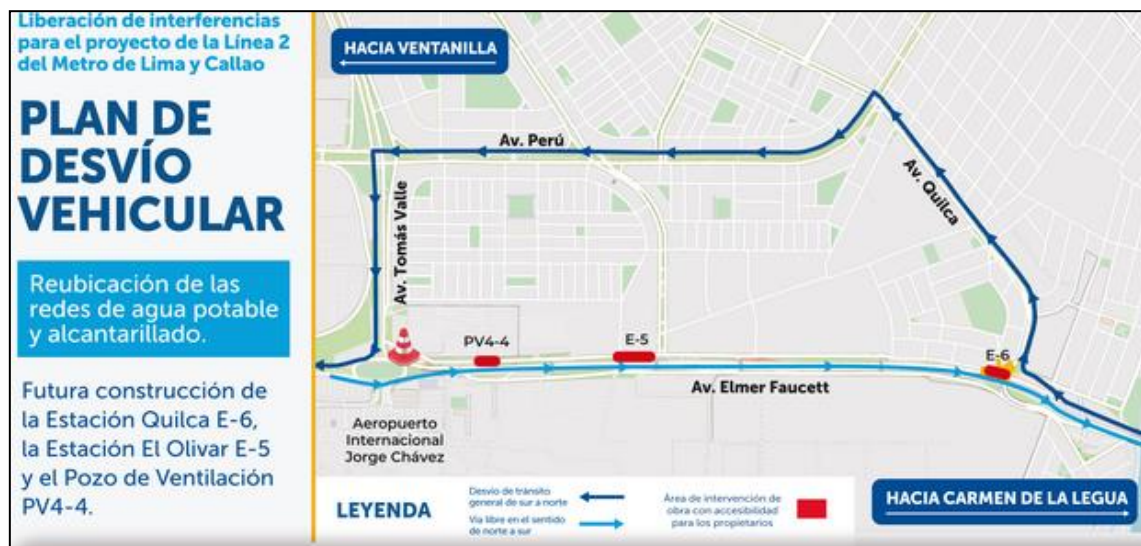 Liberación de interferencias
para el proyecto de la Línea 2
del Metro de Lima y Callao
PLAN DE
DESVÍO
VEHICULAR
Reubicación de las
redes de agua potable
y alcantarillado.
Futura construcción de
la Estación Quilca E-6,
la Estación El Olivar E-5
y el Pozo de Ventilación
PV4-4.
HACIA VENTANILLA
Av. Perú
Av. Quilca
Av. Tomás Valle
PV4-4
E-5
E-6
Av. Elmer Faucett
Aeropuerto
Internacional
Jorge Chávez
LEYENDA
Desvío de tránsito
general de sur a norte
Vía libre en el sentido
de norte a sur
Área de intervención de
obra con accesibilidad
para los propietarios
HACIA CARMEN DE LA LEGUA